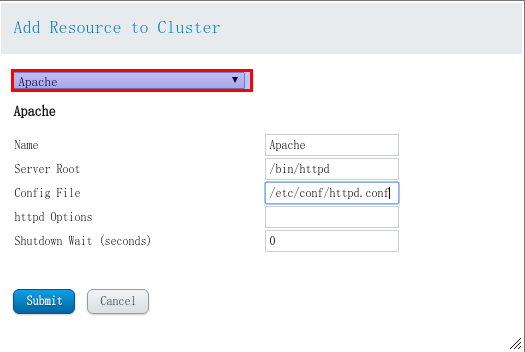 Add Resource to Cluster
Apache
Apache
Name Apache
Server Root /bin/httpd
Config File /etc/conf/httpd.conf
httpd Options
Shutdown Wait (seconds) 0
Submit Cancel